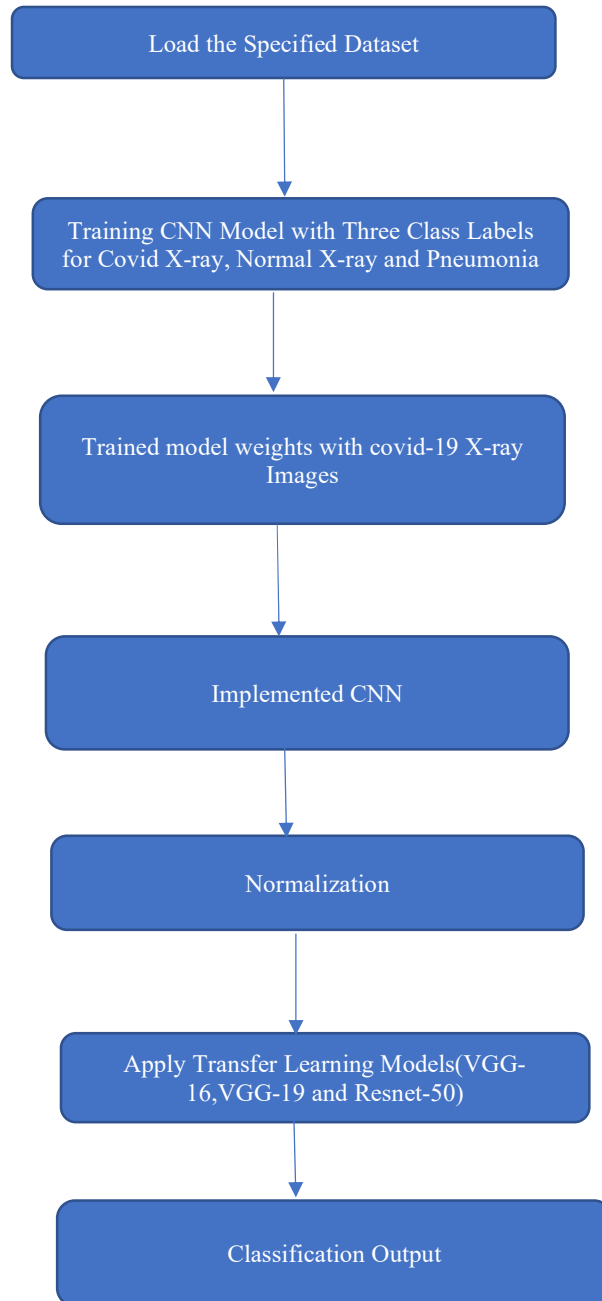 Load the Specified Dataset
Training CNN Model with Three Class Labels
for Covid X-ray, Normal X-ray and Pneumonia
Trained model weights with covid-19 X-ray
Images
Implemented CNN
Normalization
Apply Transfer Learning Models(VGG-
16,VGG-19 and Resnet-50)
Classification Output